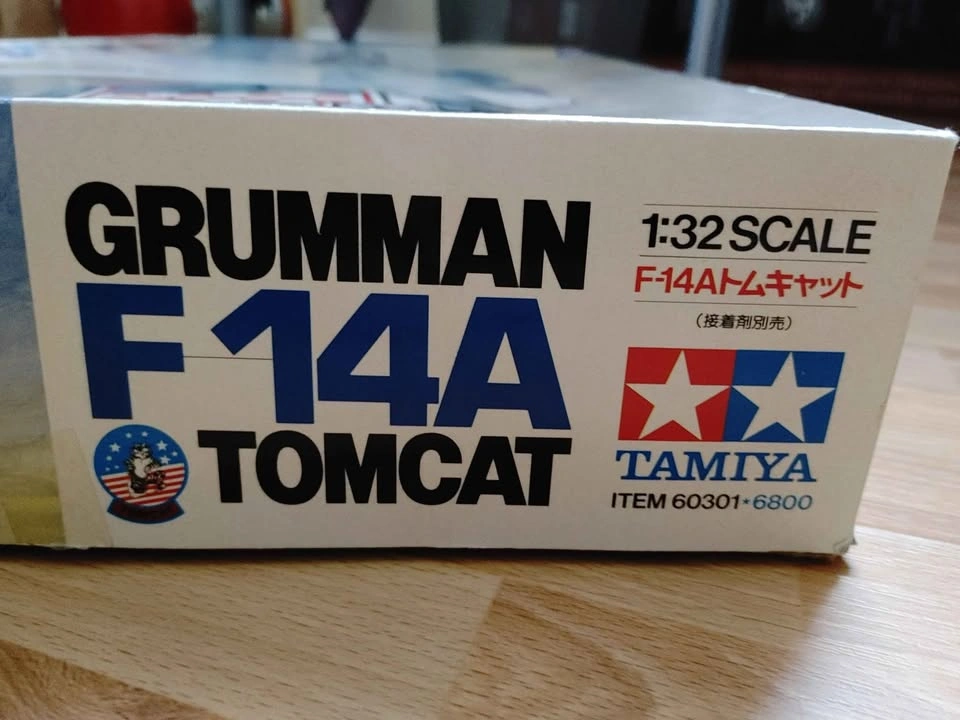 GRUMMAN
F-14A
TOMCAT
1:32 SCALE
F-14Aトムキャット
(接着剤別売)
TAMIYA
ITEM 60301★6800